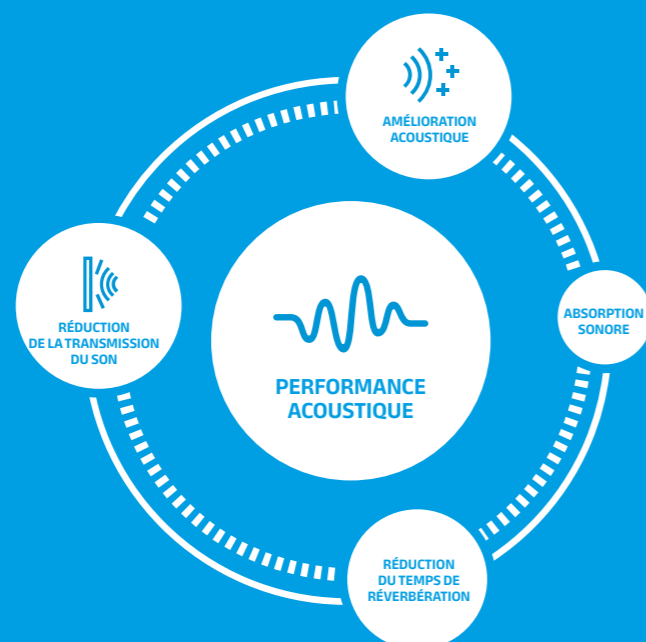 AMÉLIORATION
ACOUSTIQUE
RÉDUCTION
DE LA TRANSMISSION
DU SON
ABSORPTION
SONORE
PERFORMANCE
ACOUSTIQUE
RÉDUCTION
DU TEMPS DE
RÉVERBÉRATION